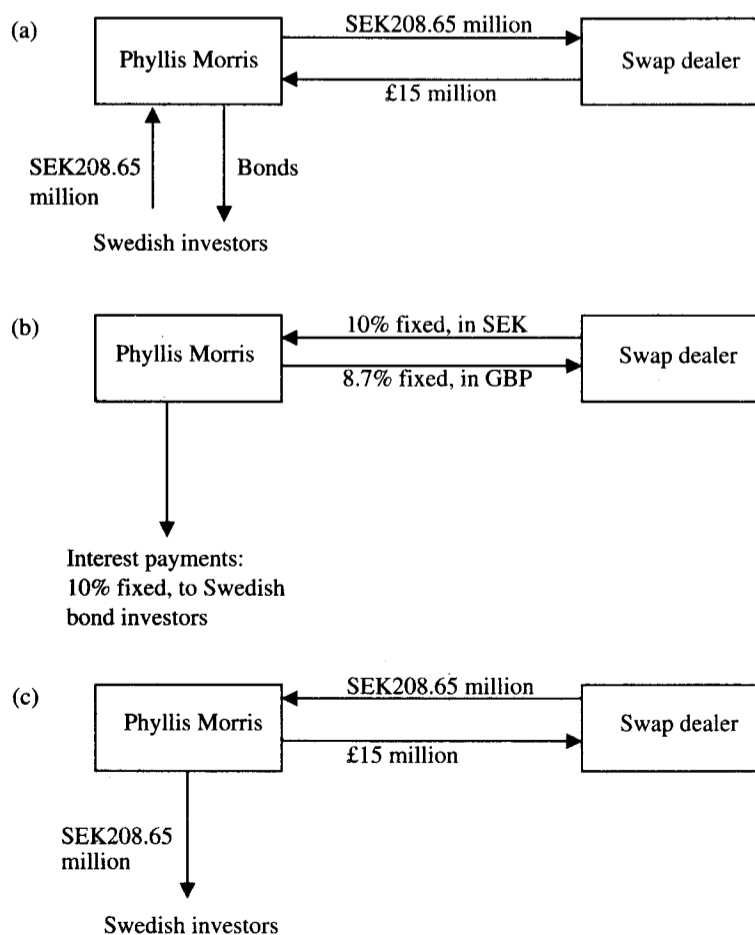 (a)
SEK208.65 million
Phyllis Morris
Swap dealer
£15 million
SEK208.65
million
Bonds
Swedish investors
(b)
10% fixed, in SEK
Phyllis Morris
Swap dealer
8.7% fixed, in GBP
Interest payments:
10% fixed, to Swedish
bond investors
(c)
SEK208.65 million
Phyllis Morris
Swap dealer
£15 million
SEK208.65
million
Swedish investors